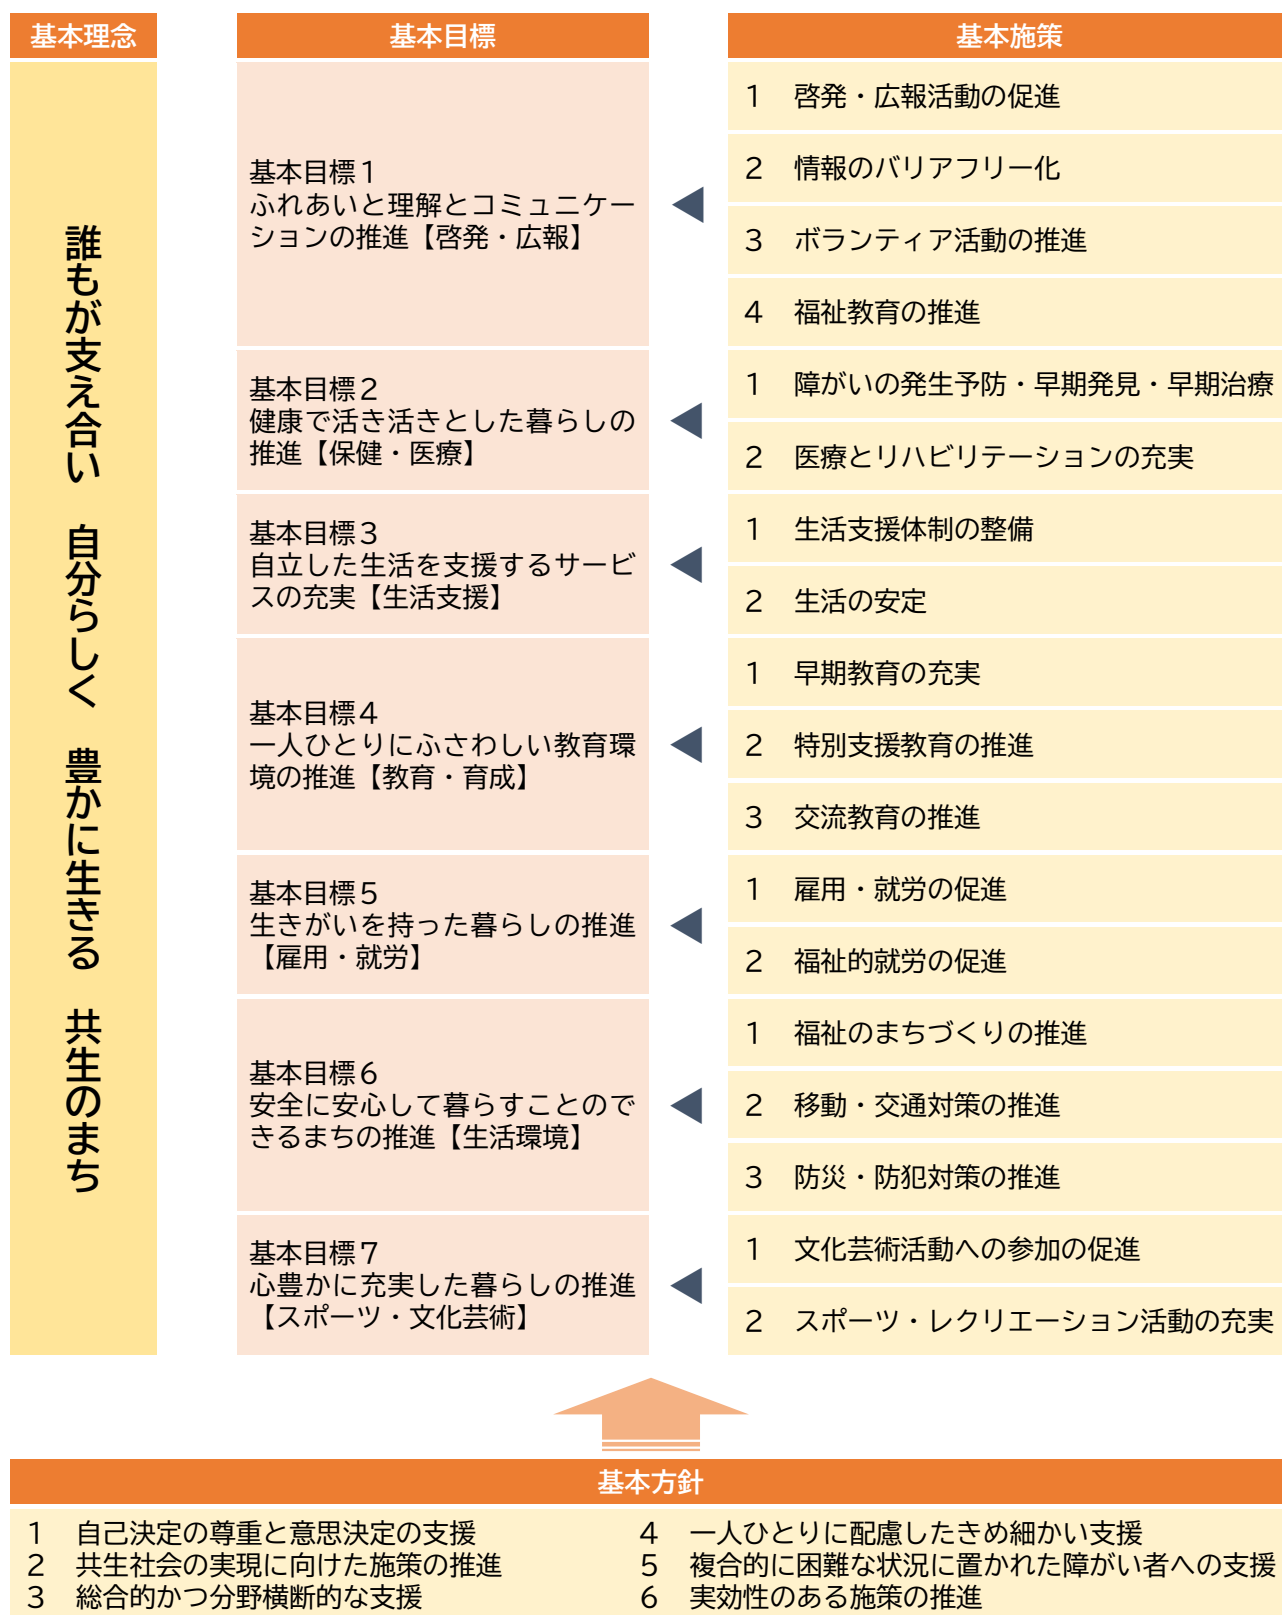 基本理念
誰もが支え合い　自分らしく　豊かに生きる　共生のまち
基本目標
基本施策
基本目標１
ふれあいと理解とコミュニケー
ションの推進【啓発・広報】
1　啓発・広報活動の促進
2　情報のバリアフリー化
3　ボランティア活動の推進
4　福祉教育の推進
基本目標２
健康で活き活きとした暮らしの
推進【保健・医療】
1　障がいの発生予防・早期発見・早期治療
2　医療とリハビリテーションの充実
基本目標３
自立した生活を支援するサービ
スの充実【生活支援】
1　生活支援体制の整備
2　生活の安定
基本目標４
一人ひとりにふさわしい教育環
境の推進【教育・育成】
1　早期教育の充実
2　特別支援教育の推進
3　交流教育の推進
基本目標５
生きがいを持った暮らしの推進
【雇用・就労】
1　雇用・就労の促進
2　福祉的就労の促進
基本目標６
安全に安心して暮らすことので
きるまちの推進【生活環境】
1　福祉のまちづくりの推進
2　移動・交通対策の推進
3　防災・防犯対策の推進
基本目標７
心豊かに充実した暮らしの推進
【スポーツ・文化芸術】
1　文化芸術活動への参加の促進
2　スポーツ・レクリエーション活動の充実
基本方針
1　自己決定の尊重と意思決定の支援
2　共生社会の実現に向けた施策の推進
3　総合的かつ分野横断的な支援
4　一人ひとりに配慮したきめ細かい支援
5　複合的に困難な状況に置かれた障がい者への支援
6　実効性のある施策の推進